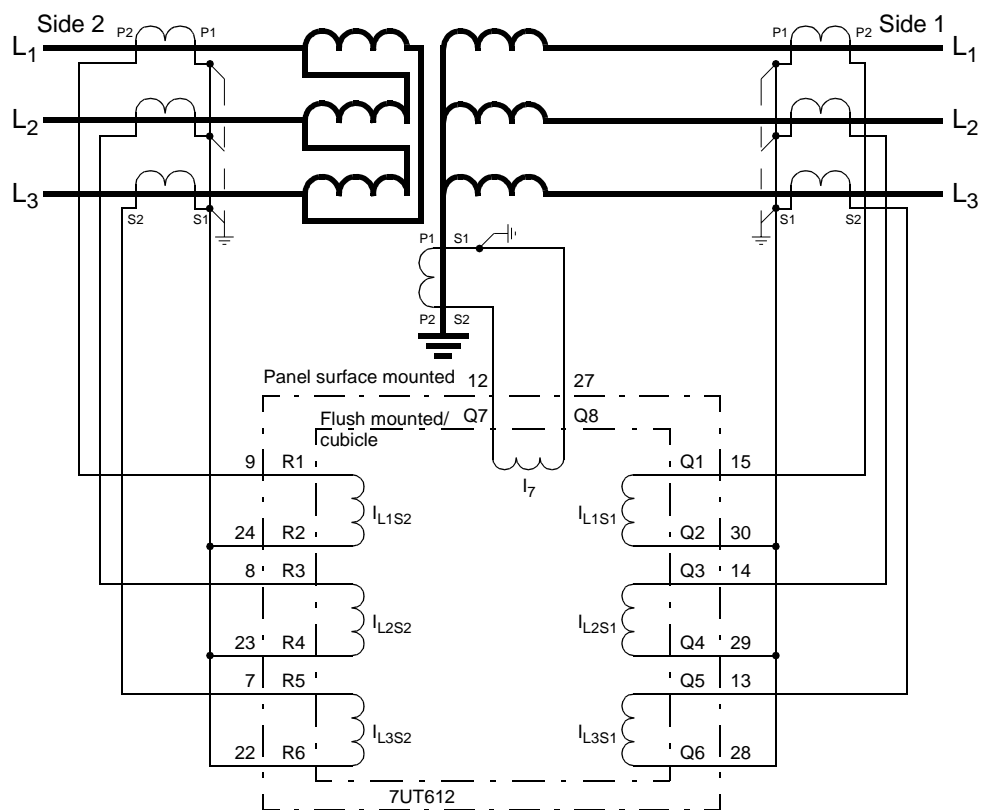 Side 2
Side 1
P2 P1
P1 P2
L1
L1
L2
L2
L3
L3
S2 S1
S1 S2
P1 S1
P2 S2
Panel surface mounted 12 27
Flush mounted/ Q7 Q8
cubicle
I7
9 R1
Q1 15
IL1S2
IL1S1
24 R2
Q2 30
8 R3
Q3 14
IL2S2
IL2S1
23 R4
Q4 29
7 R5
Q5 13
IL3S2
IL3S1
22 R6
Q6 28
7UT612